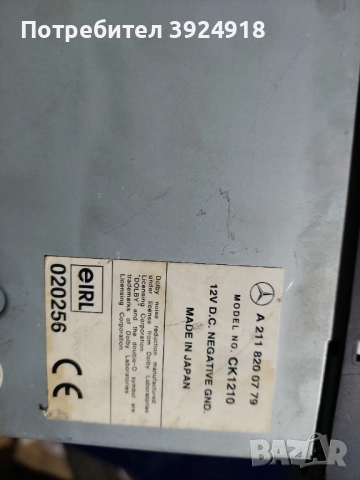 Потребител 3924918
A 211 820 07 79
MODEL NO. CK1210
12V D.C. NEGATIVE GND.
MADE IN JAPAN
Dolby noise reduction manufactured
under license from Dolby Laboratories
Licensing Corporation.
"DOLBY" and the double-D symbol are
trademarks of Dolby Laboratories
Licensing Corporation.
eIRL
020256
CE
BAZAR